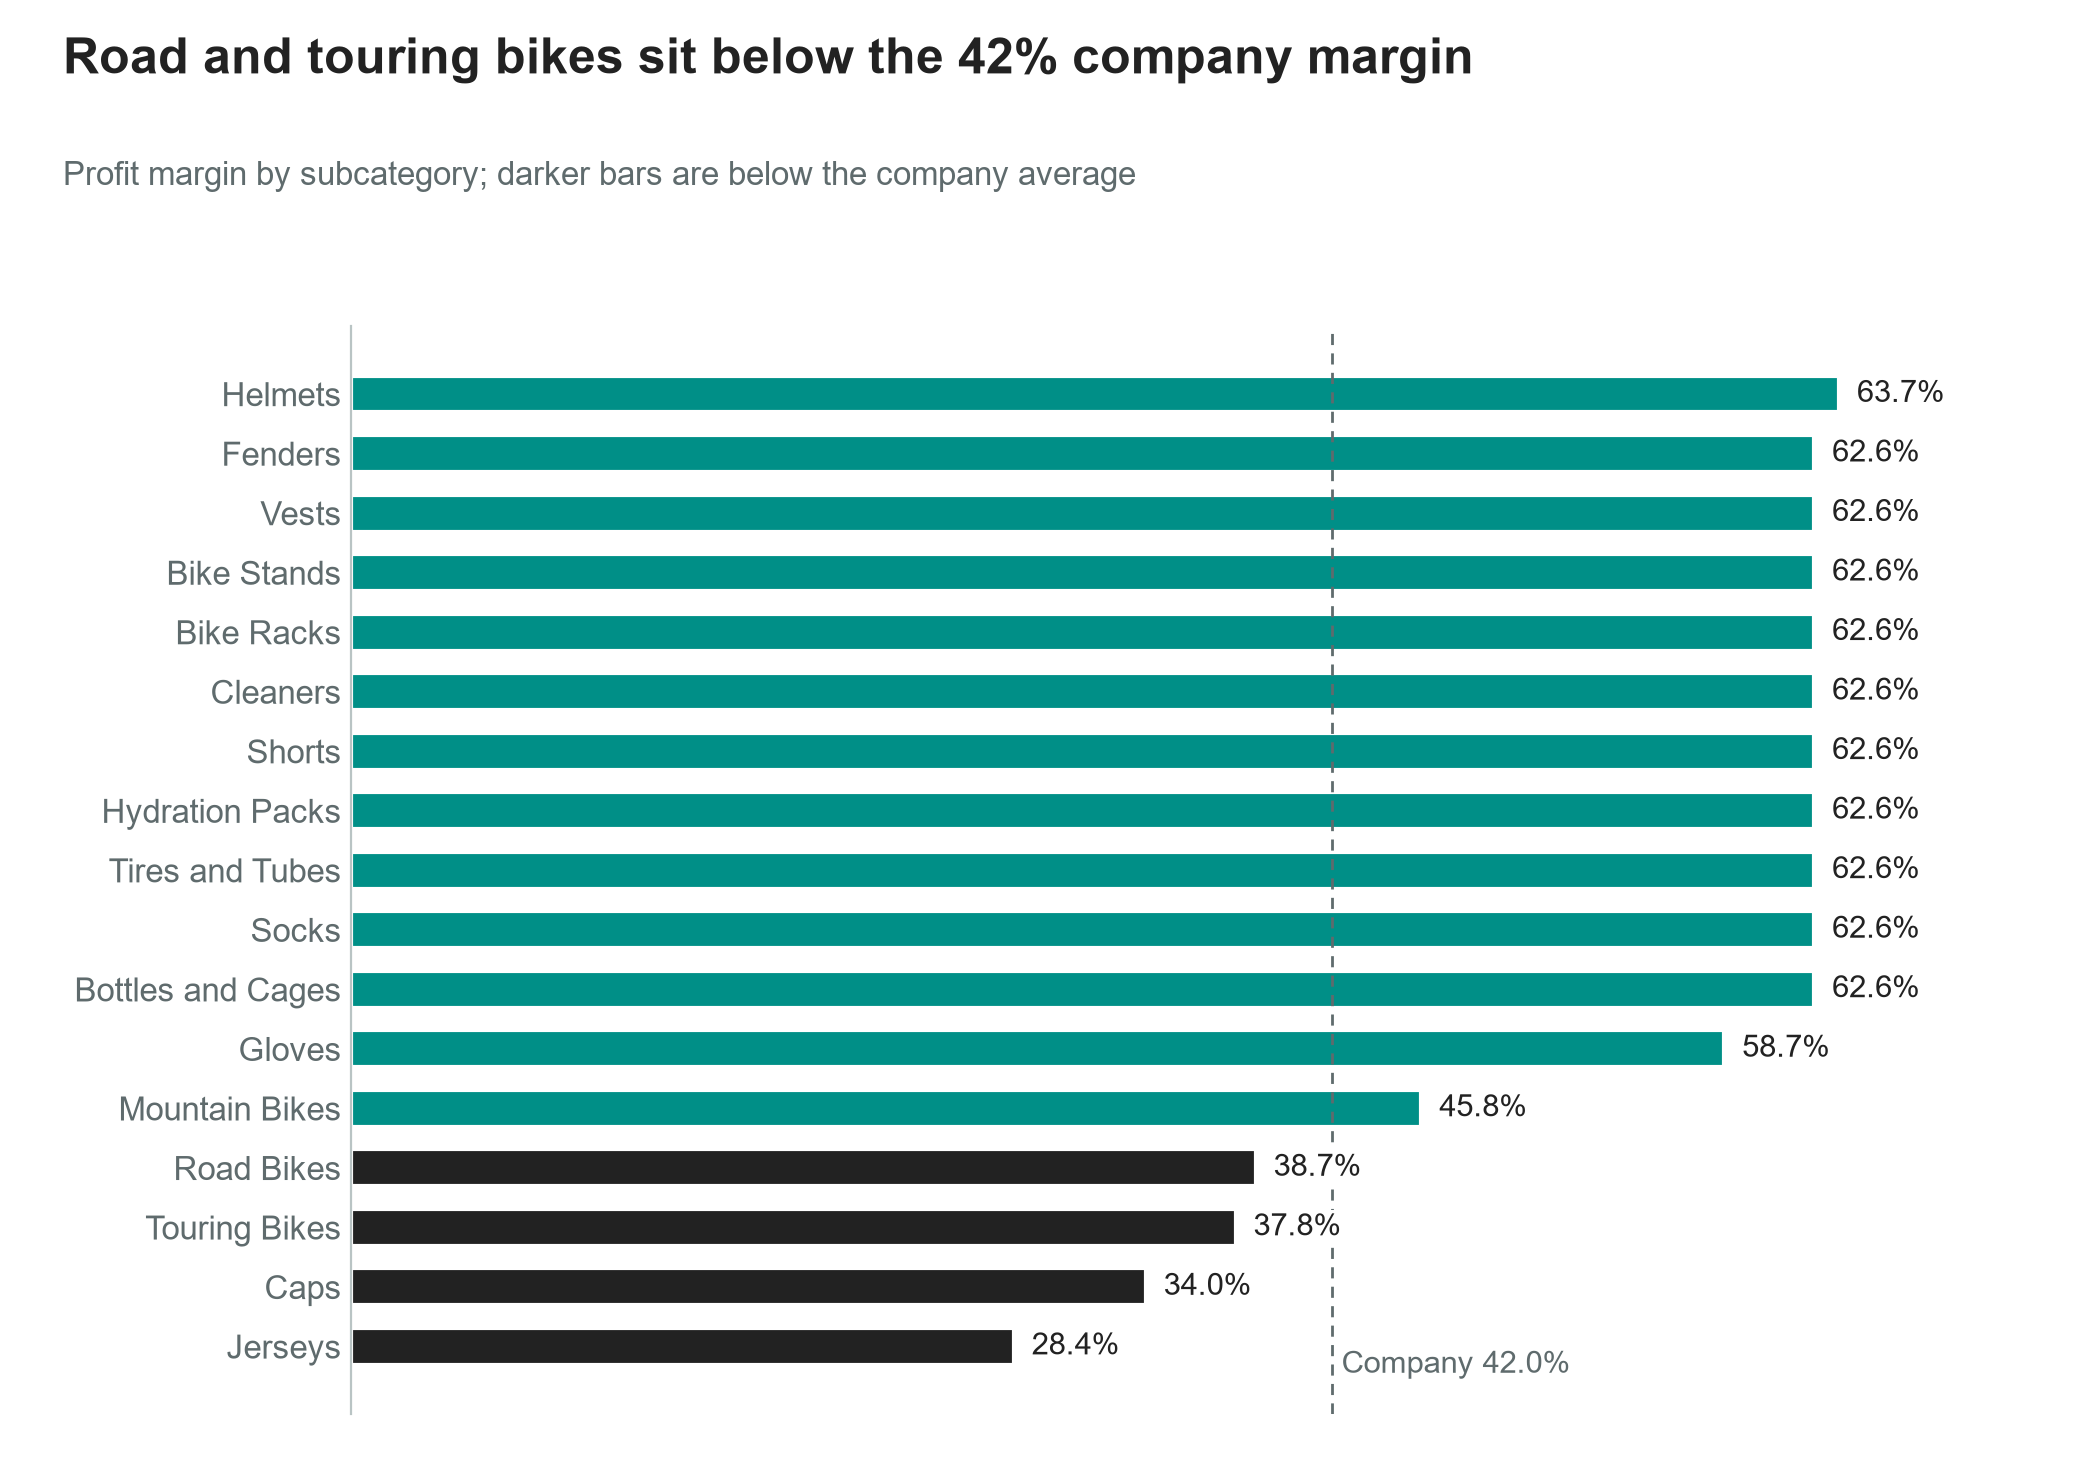 Road and touring bikes sit below the 42% company margin
Profit margin by subcategory; darker bars are below the company average
Helmets 63.7%
Fenders 62.6%
Vests 62.6%
Bike Stands 62.6%
Bike Racks 62.6%
Cleaners 62.6%
Shorts 62.6%
Hydration Packs 62.6%
Tires and Tubes 62.6%
Socks 62.6%
Bottles and Cages 62.6%
Gloves 58.7%
Mountain Bikes 45.8%
Road Bikes 38.7%
Touring Bikes 37.8%
Caps 34.0%
Jerseys 28.4%
Company 42.0%